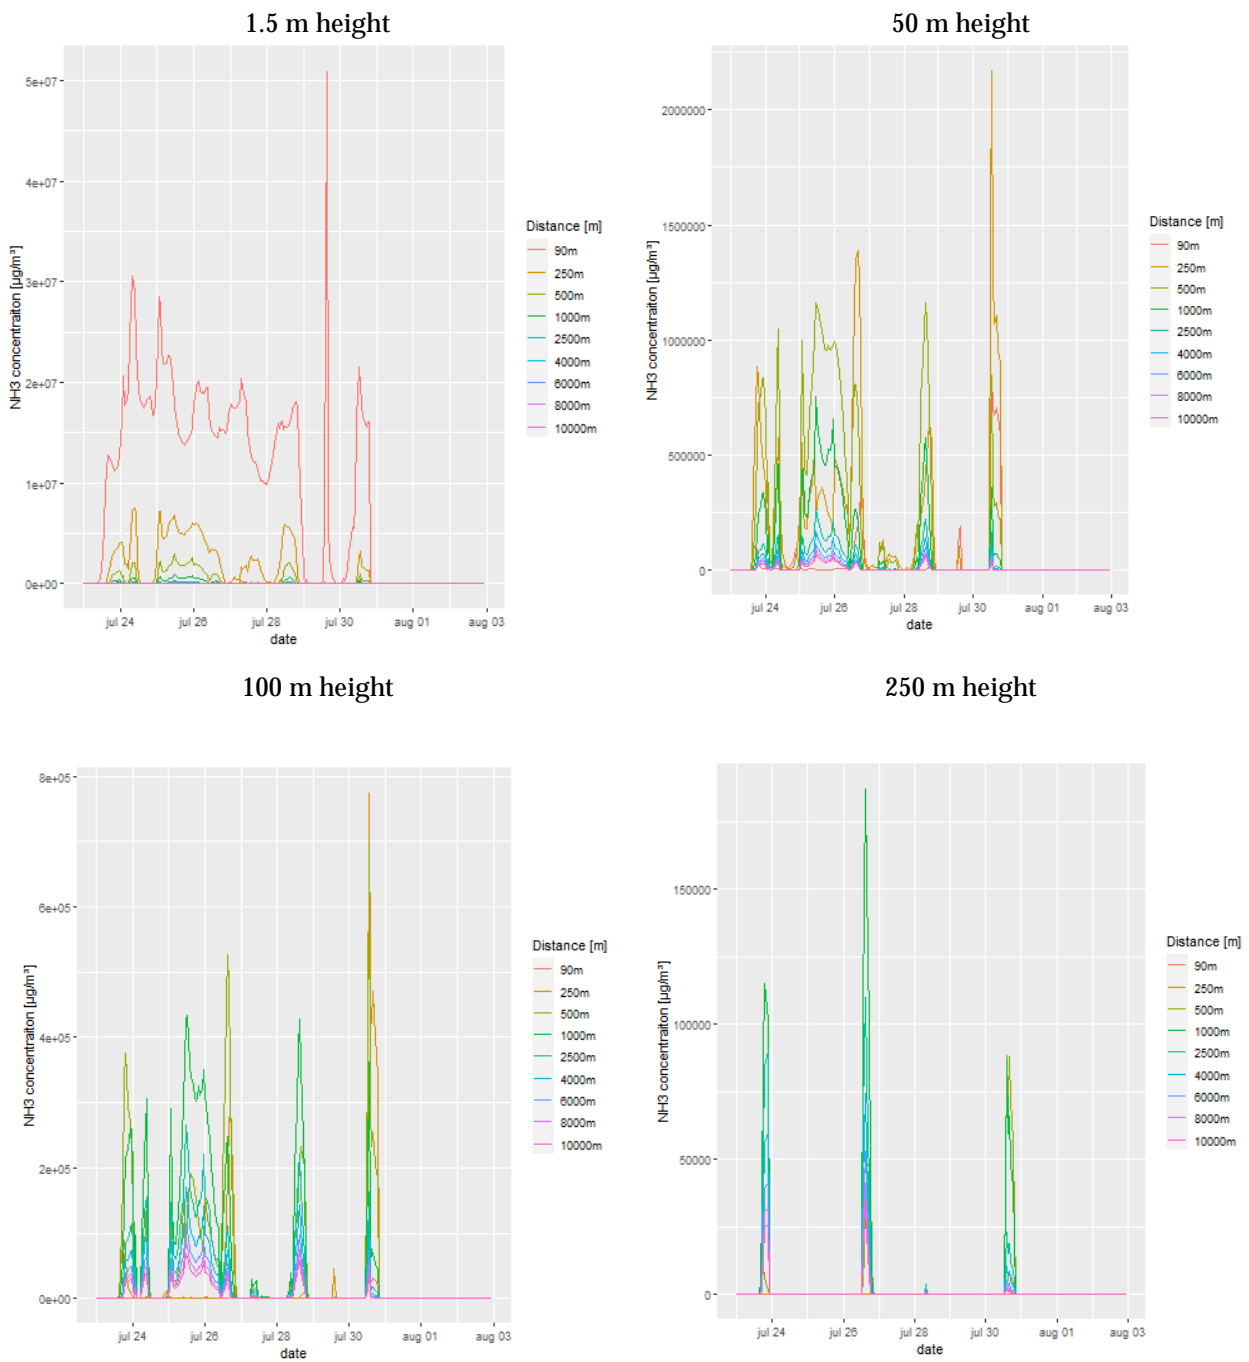 1.5 m height
5e+07
4e+07
3e+07
2e+07
1e+07
0e+00
NH3 concentraiton [µg/m³]
jul 24
jul 26
jul 28
jul 30
aug 01
aug 03
date
Distance [m]
90m
250m
500m
1000m
2500m
4000m
6000m
8000m
10000m
50 m height
2000000
1500000
1000000
500000
0
NH3 concentraiton [µg/m³]
jul 24
jul 26
jul 28
jul 30
aug 01
aug 03
date
Distance [m]
90m
250m
500m
1000m
2500m
4000m
6000m
8000m
10000m
100 m height
8e+05
6e+05
4e+05
2e+05
0e+00
NH3 concentraiton [µg/m³]
jul 24
jul 26
jul 28
jul 30
aug 01
aug 03
date
Distance [m]
90m
250m
500m
1000m
2500m
4000m
6000m
8000m
10000m
250 m height
150000
100000
50000
0
NH3 concentraiton [µg/m³]
jul 24
jul 26
jul 28
jul 30
aug 01
aug 03
date
Distance [m]
90m
250m
500m
1000m
2500m
4000m
6000m
8000m
10000m